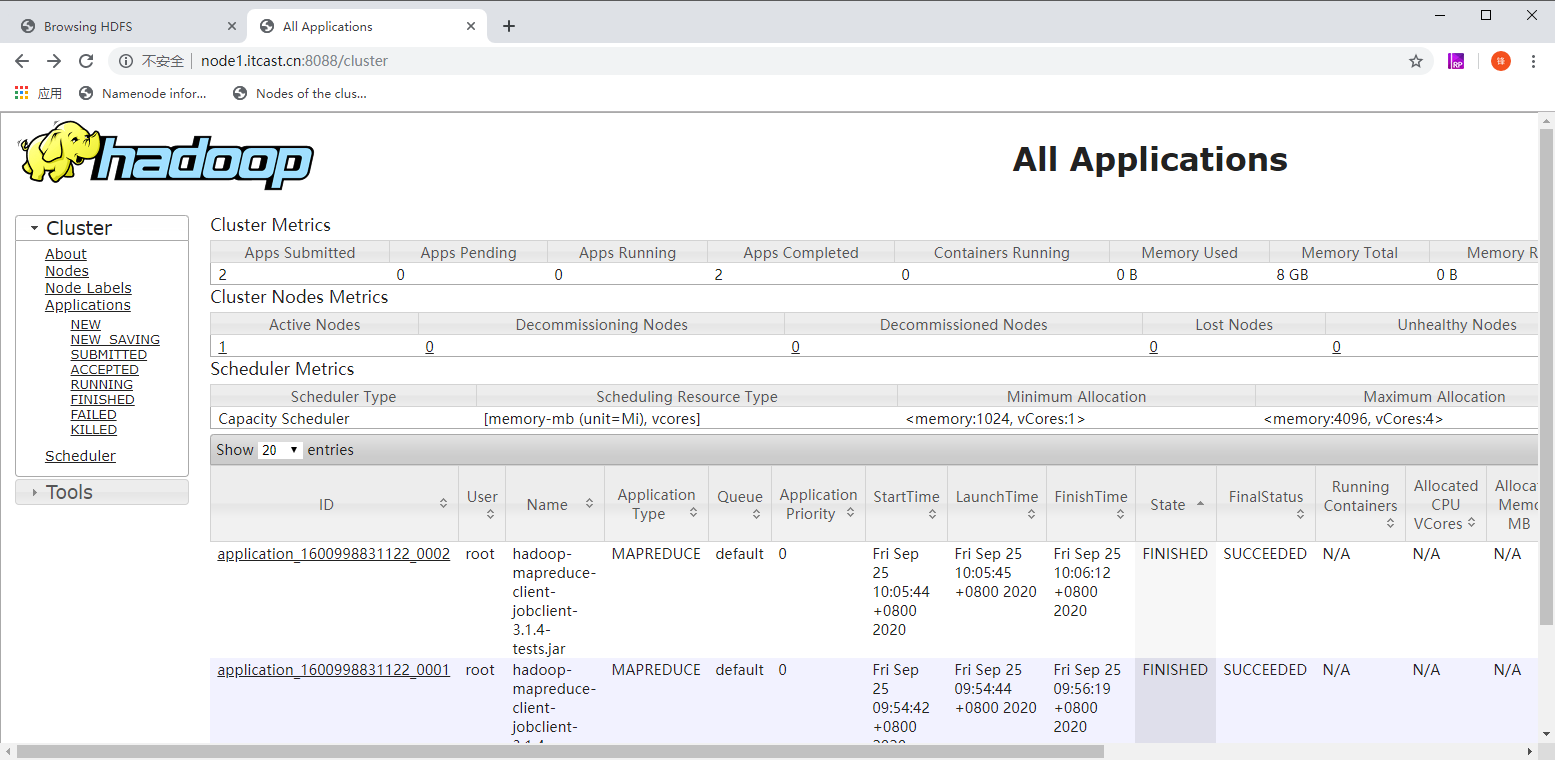 Browsing HDFS
All Applications
不安全 node1.itcast.cn:8088/cluster
RP
锋
应用 Namenode infor... Nodes of the clus...
hadoop
All Applications
Cluster
About
Nodes
Node Labels
Applications
NEW
NEW_SAVING
SUBMITTED
ACCEPTED
RUNNING
FINISHED
FAILED
KILLED
Scheduler
Tools
Cluster Metrics
Apps Submitted Apps Pending Apps Running Apps Completed Containers Running Memory Used Memory Total Memory R
2 0 0 2 0 0 B 8 GB 0 B
Cluster Nodes Metrics
Active Nodes Decommissioning Nodes Decommissioned Nodes Lost Nodes Unhealthy Nodes
1 0 0 0 0
Scheduler Metrics
Scheduler Type Scheduling Resource Type Minimum Allocation Maximum Allocation
Capacity Scheduler [memory-mb (unit=Mi), vcores] <memory:1024, vCores:1> <memory:4096, vCores:4>
Show 20 entries
ID
User
Name
Application
Type
Queue
Application
Priority
StartTime
LaunchTime
FinishTime
State
FinalStatus
Running
Containers
Allocated
CPU
VCores
Alloca
Memo
MB
application_1600998831122_0002
root
hadoop-
mapreduce-
client-
jobclient-
3.1.4-
tests.jar
MAPREDUCE
default
0
Fri Sep
25
10:05:44
+0800
2020
Fri Sep 25
10:05:45
+0800 2020
Fri Sep 25
10:06:12
+0800
2020
FINISHED
SUCCEEDED
N/A
N/A
N/A
application_1600998831122_0001
root
hadoop-
mapreduce-
client-
jobclient-
3.1.4-
MAPREDUCE
default
0
Fri Sep
25
09:54:42
+0800
2020
Fri Sep 25
09:54:44
+0800 2020
Fri Sep 25
09:56:19
+0800
2020
FINISHED
SUCCEEDED
N/A
N/A
N/A